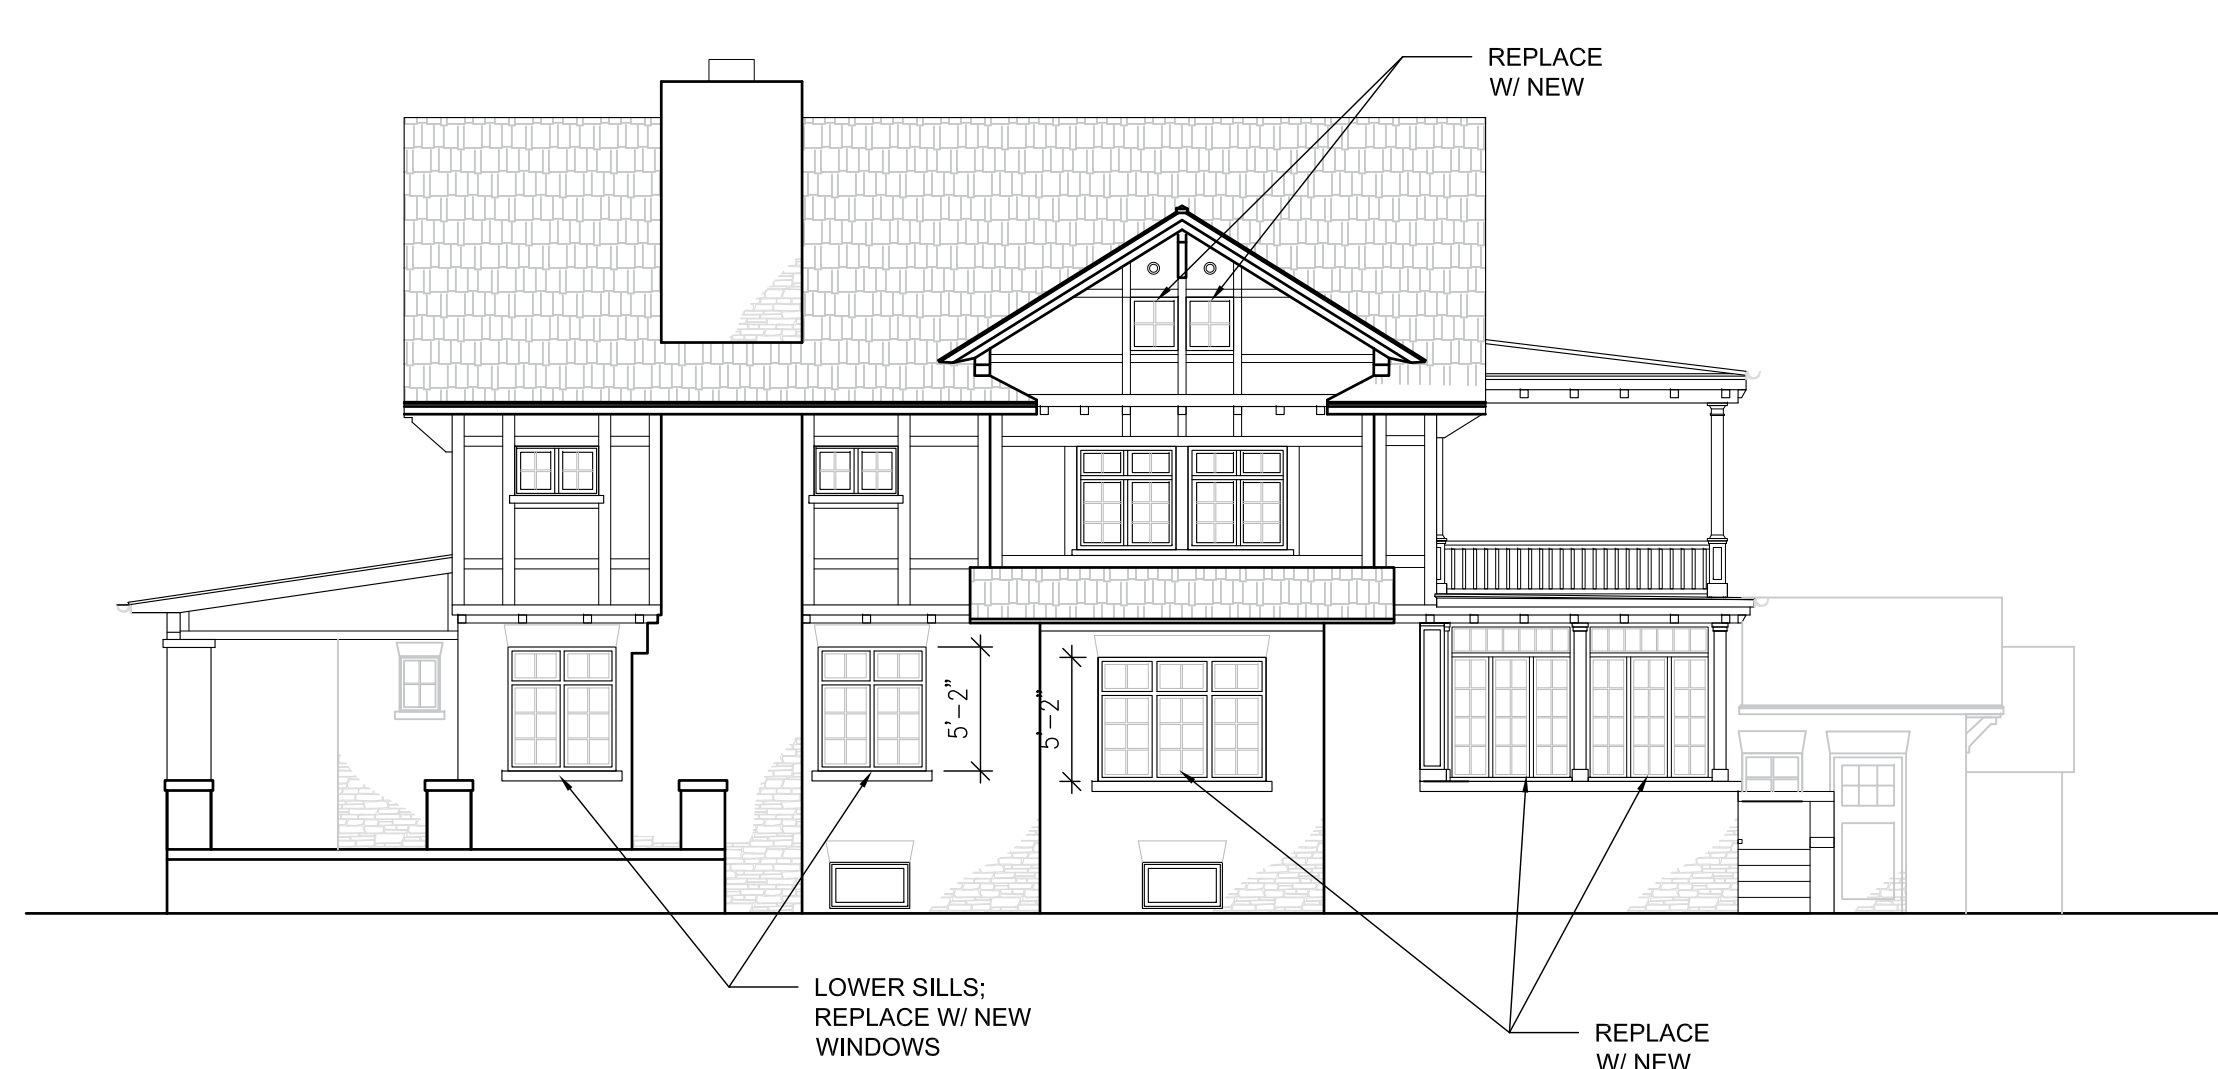 REPLACE
W/ NEW
5'-2"
5'-2"
LOWER SILLS;
REPLACE W/ NEW
WINDOWS
REPLACE
W/ NEW